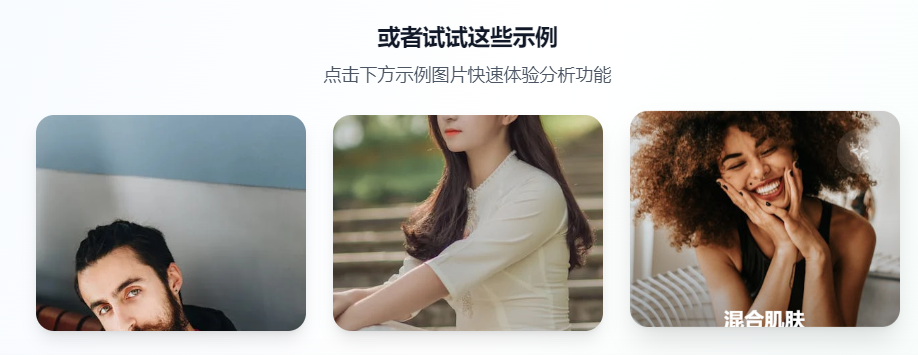 或者试试这些示例
点击下方示例图片快速体验分析功能
混合肌肤